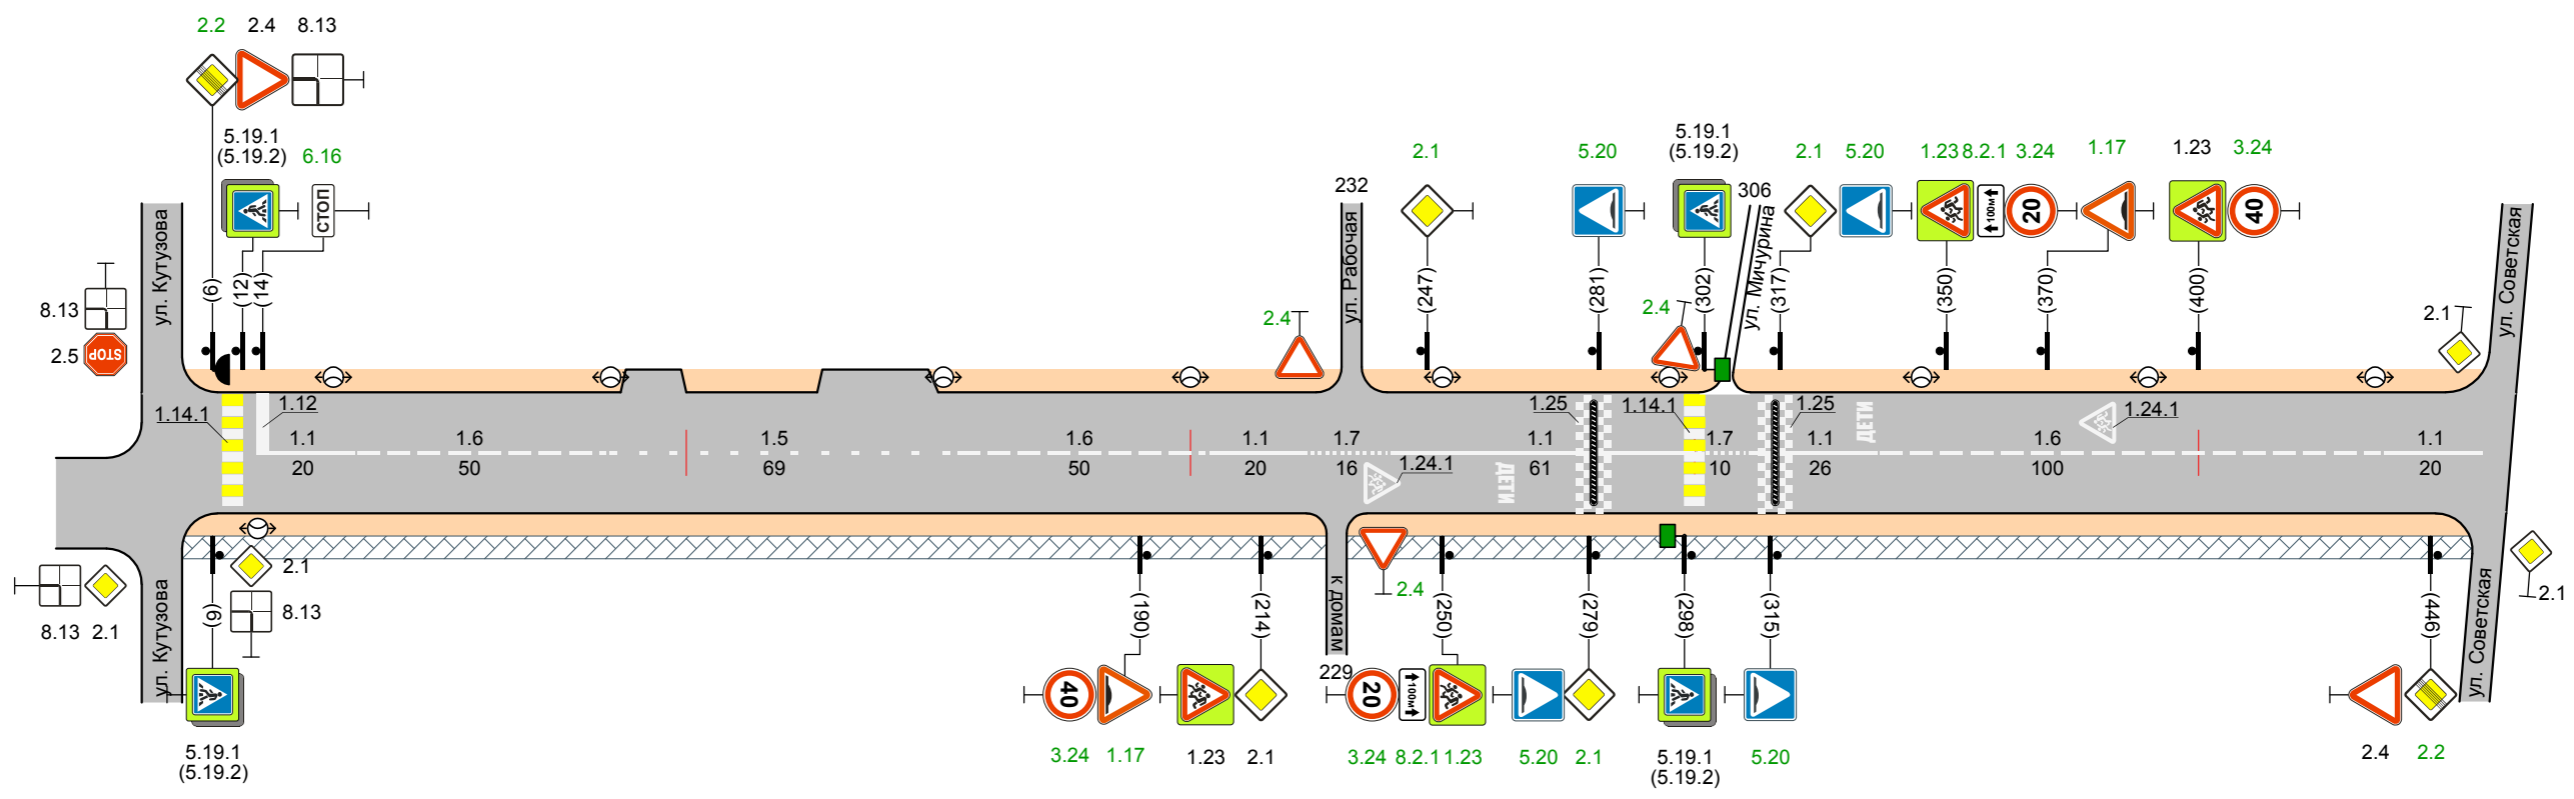 2.2 2.4 8.13
5.19.1
(5.19.2) 6.16
СТОП
(6) (12) (14)
ул. Кутузова
8.13
2.5 STOP
1.14.1
1.12
2.4
232
ул. Рабочая
2.1
(247)
5.20
(281)
5.19.1
(5.19.2)
(302)
2.4
306
ул. Мичурина
2.1 5.20 1.23 8.2.1 3.24 1.17 1.23 3.24
100м 20 40
(317) (350) (370) (400)
2.1
ул. Советская
1.25 1.14.1 1.25
ДЕТИ
1.24.1
1.1 1.6 1.5 1.6 1.1 1.7 1.1 1.7 1.1 1.6 1.1
20 50 69 50 20 16 61 10 26 100 20
1.24.1
ДЕТИ
8.13 2.1
ул. Кутузова
(6)
2.1
8.13
5.19.1
(5.19.2)
(190) (214)
40
3.24 1.17 1.23 2.1
к домам
229
2.4
(250) (279) (298) (315)
20 100м
3.24 8.2.1 1.23 5.20 2.1
5.19.1
(5.19.2)
5.20
(446)
2.4 2.2
ул. Советская
2.1